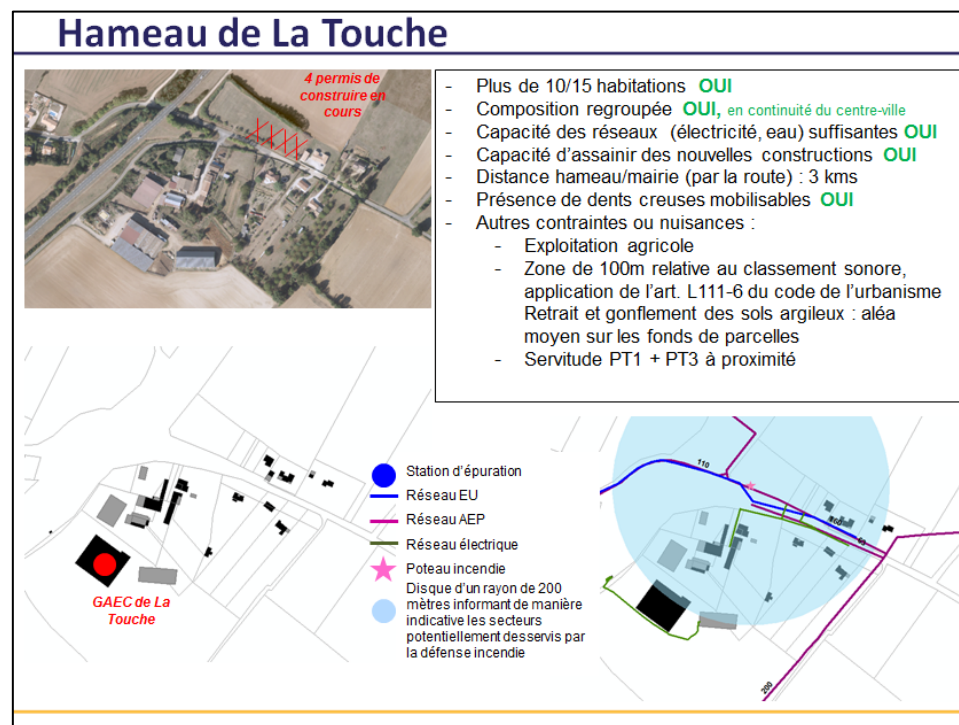 Hameau de La Touche
4 permis de
construire en
cours
- Plus de 10/15 habitations OUI
- Composition regroupée OUI, en continuité du centre-ville
- Capacité des réseaux (électricité, eau) suffisantes OUI
- Capacité d'assainir des nouvelles constructions OUI
- Distance hameau/mairie (par la route) : 3 kms
- Présence de dents creuses mobilisables OUI
- Autres contraintes ou nuisances :
- Exploitation agricole
- Zone de 100m relative au classement sonore,
application de l'art. L111-6 du code de l'urbanisme
Retrait et gonflement des sols argileux : aléa
moyen sur les fonds de parcelles
- Servitude PT1 + PT3 à proximité
GAEC de La
Touche
Station d'épuration
Réseau EU
Réseau AEP
Réseau électrique
Poteau incendie
Disque d'un rayon de 200
mètres informant de manière
indicative les secteurs
potentiellement desservis par
la défense incendie
110
200